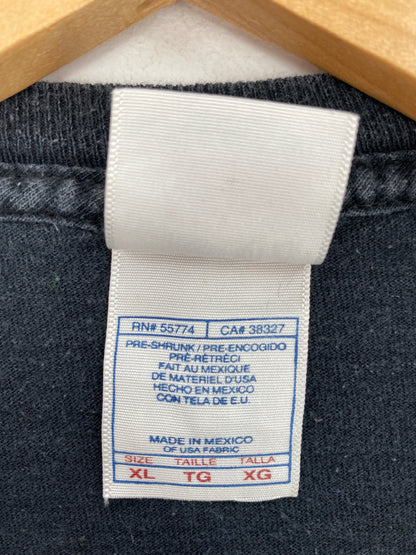 RN# 55774 CA# 38327
PRE-SHRUNK / PRE-ENCOGIDO
PRÉ-RÉTRÉCI
FAIT AU MEXIQUE
DE MATERIEL D'USA
HECHO EN MEXICO
CON TELA DE E.U.
MADE IN MEXICO
OF USA FABRIC
SIZE TAILLE TALLA
XL TG XG